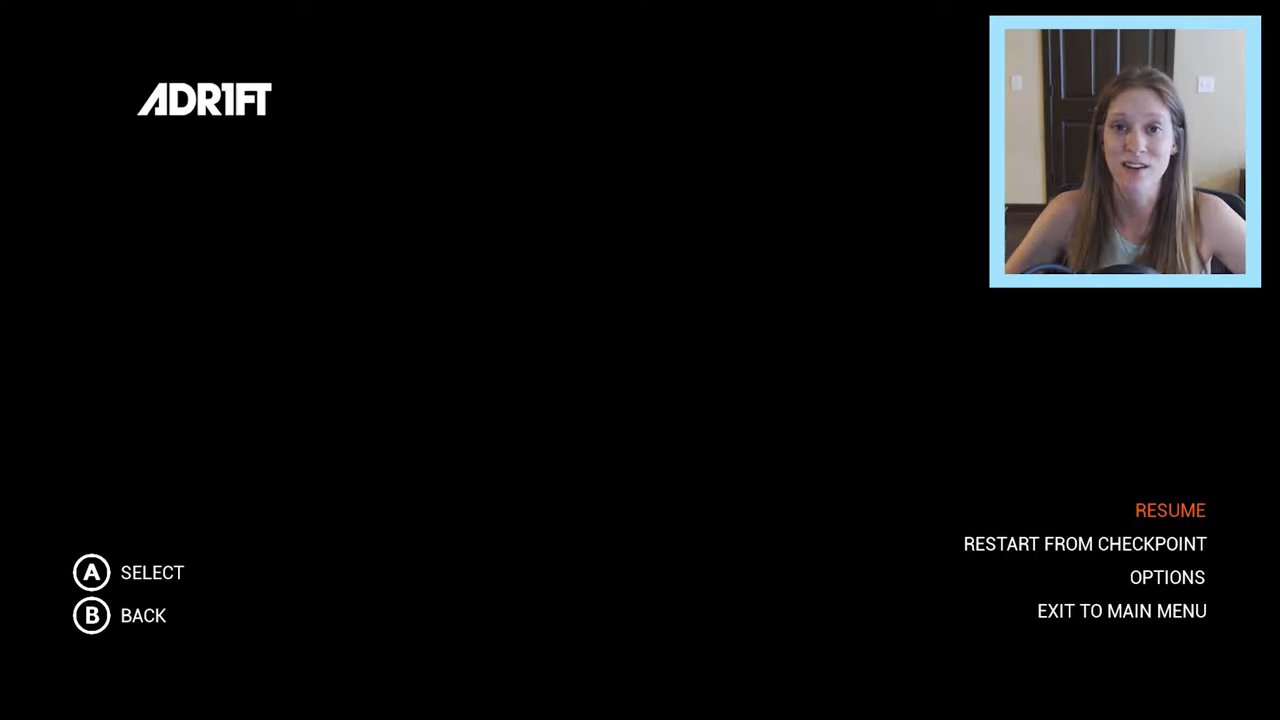 ADR1FT
RESUME
RESTART FROM CHECKPOINT
OPTIONS
EXIT TO MAIN MENU
A SELECT
B BACK